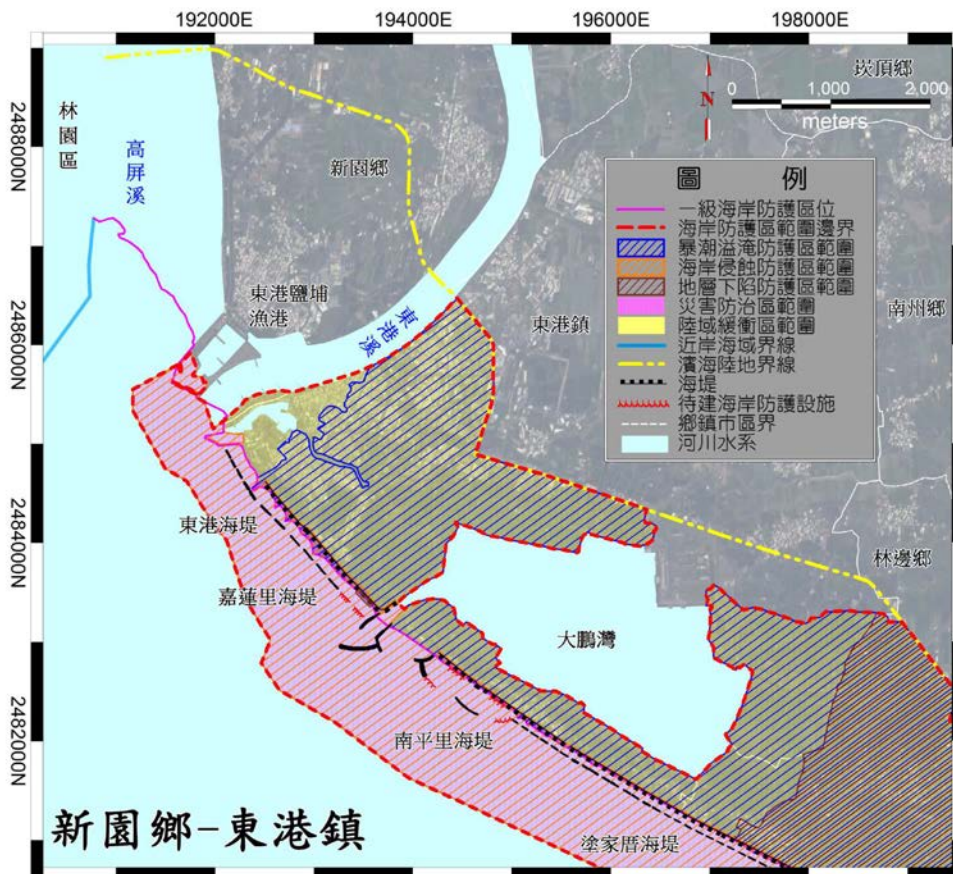 192000E
194000E
196000E
198000E
2488000N
2486000N
2484000N
2482000N
崁頂鄉
0
1,000
2,000
meters
N
林園區
高屏溪
新園鄉
東港鹽埔
漁港
東港溪
東港鎮
南州鄉
圖 例
一級海岸防護區位
海岸防護區範圍邊界
暴潮溢淹防護區範圍
海岸侵蝕防護區範圍
地層下陷防護區範圍
災害防治區範圍
陸域緩衝區範圍
近岸海域界線
濱海陸地界線
海堤
待建海岸防護設施
鄉鎮市區界
河川水系
東港海堤
嘉蓮里海堤
林邊鄉
大鵬灣
南平里海堤
塗家厝海堤
新園鄉-東港鎮